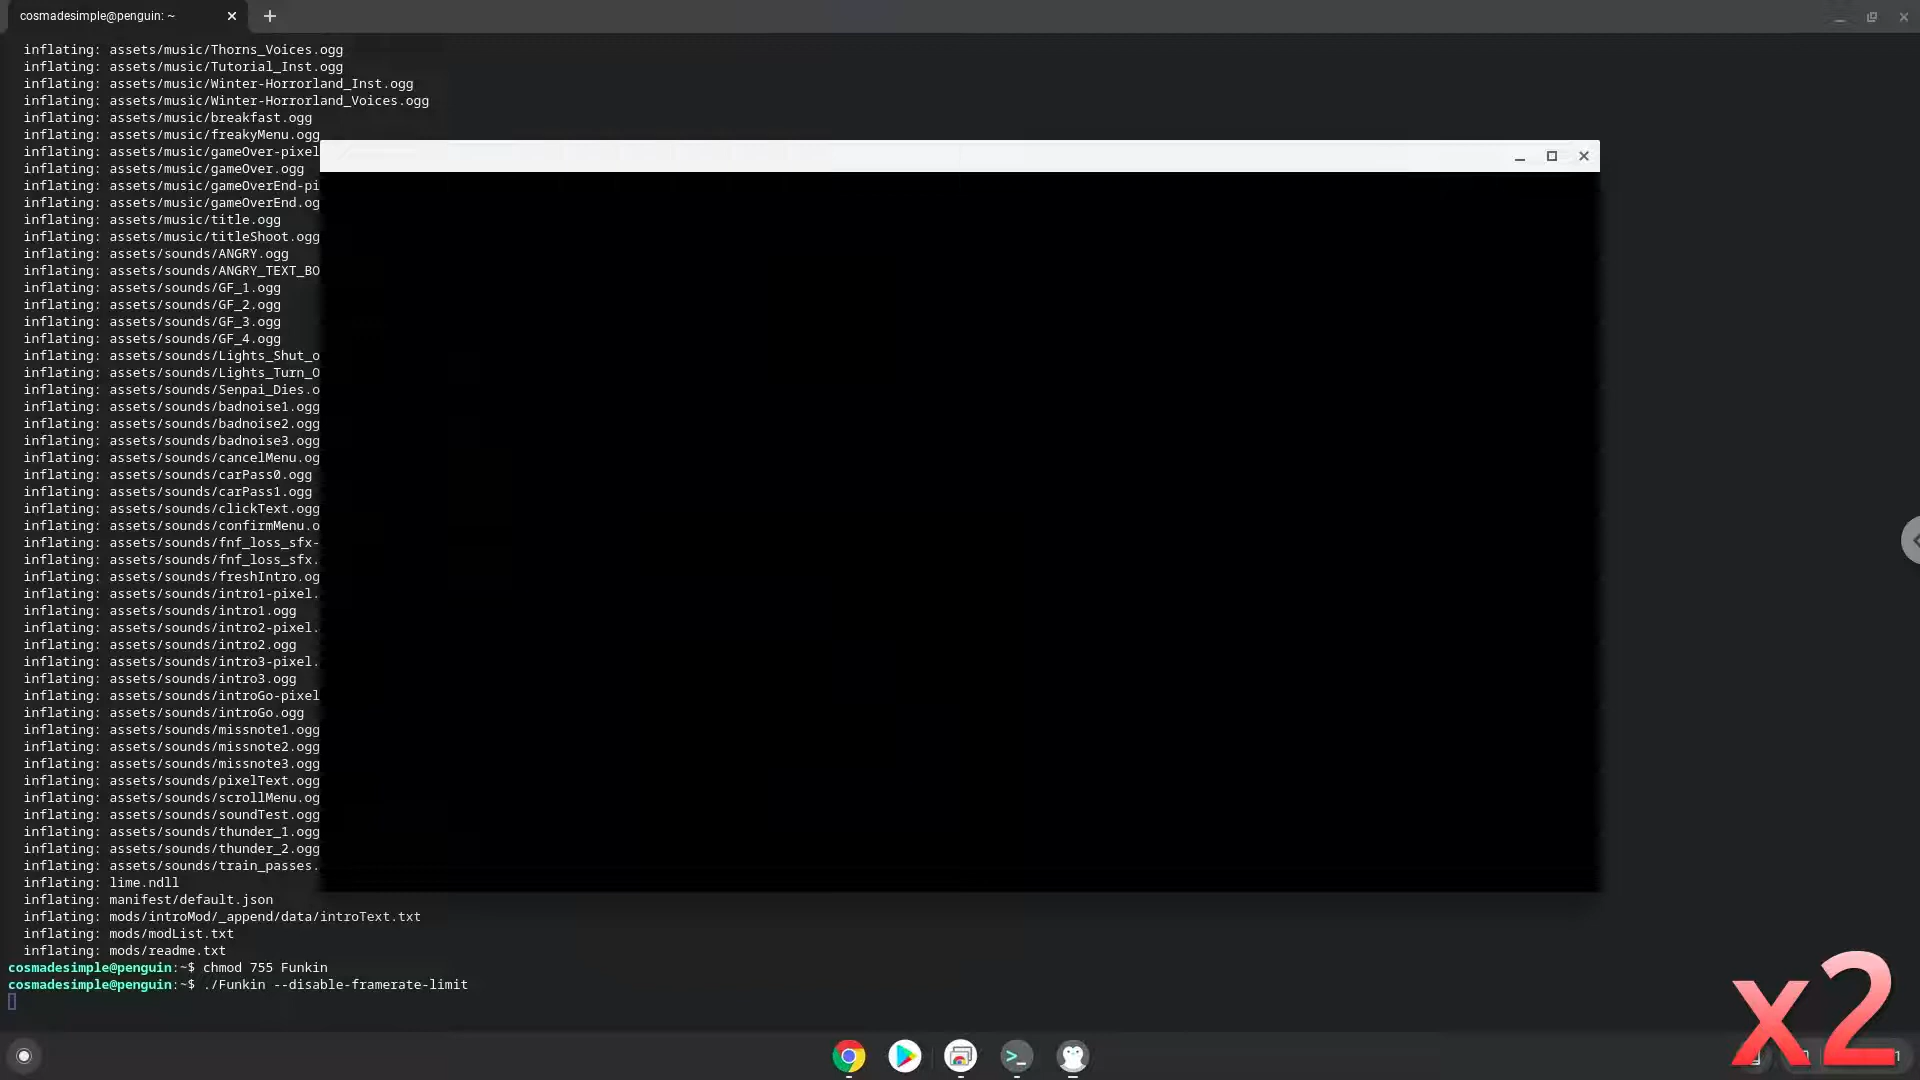 cosmadesimple@penguin: ~
inflating: assets/music/Thorns_Voices.ogg
inflating: assets/music/Tutorial_Inst.ogg
inflating: assets/music/Winter-Horrorland_Inst.ogg
inflating: assets/music/Winter-Horrorland_Voices.ogg
inflating: assets/music/breakfast.ogg
inflating: assets/music/freakyMenu.ogg
inflating: assets/music/gameOver-pixel
inflating: assets/music/gameOver.ogg
inflating: assets/music/gameOverEnd-pi
inflating: assets/music/gameOverEnd.og
inflating: assets/music/title.ogg
inflating: assets/music/titleShoot.ogg
inflating: assets/sounds/ANGRY.ogg
inflating: assets/sounds/ANGRY_TEXT_BO
inflating: assets/sounds/GF_1.ogg
inflating: assets/sounds/GF_2.ogg
inflating: assets/sounds/GF_3.ogg
inflating: assets/sounds/GF_4.ogg
inflating: assets/sounds/Lights_Shut_o
inflating: assets/sounds/Lights_Turn_O
inflating: assets/sounds/Senpai_Dies.o
inflating: assets/sounds/badnoise1.ogg
inflating: assets/sounds/badnoise2.ogg
inflating: assets/sounds/badnoise3.ogg
inflating: assets/sounds/cancelMenu.og
inflating: assets/sounds/carPass0.ogg
inflating: assets/sounds/carPass1.ogg
inflating: assets/sounds/clickText.ogg
inflating: assets/sounds/confirmMenu.o
inflating: assets/sounds/fnf_loss_sfx-
inflating: assets/sounds/fnf_loss_sfx.
inflating: assets/sounds/freshIntro.og
inflating: assets/sounds/intro1-pixel.
inflating: assets/sounds/intro1.ogg
inflating: assets/sounds/intro2-pixel.
inflating: assets/sounds/intro2.ogg
inflating: assets/sounds/intro3-pixel.
inflating: assets/sounds/intro3.ogg
inflating: assets/sounds/introGo-pixel
inflating: assets/sounds/introGo.ogg
inflating: assets/sounds/missnote1.ogg
inflating: assets/sounds/missnote2.ogg
inflating: assets/sounds/missnote3.ogg
inflating: assets/sounds/pixelText.ogg
inflating: assets/sounds/scrollMenu.og
inflating: assets/sounds/soundTest.ogg
inflating: assets/sounds/thunder_1.ogg
inflating: assets/sounds/thunder_2.ogg
inflating: assets/sounds/train_passes.
inflating: lime.ndll
inflating: manifest/default.json
inflating: mods/introMod/_append/data/introText.txt
inflating: mods/modList.txt
inflating: mods/readme.txt
cosmadesimple@penguin:~$ chmod 755 Funkin
cosmadesimple@penguin:~$ ./Funkin --disable-framerate-limit
x2